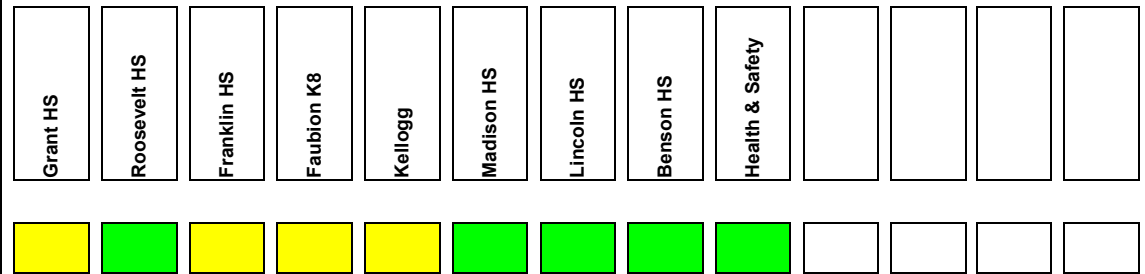 Grant HS
Roosevelt HS
Franklin HS
Faubion K8
Kellogg
Madison HS
Lincoln HS
Benson HS
Health & Safety